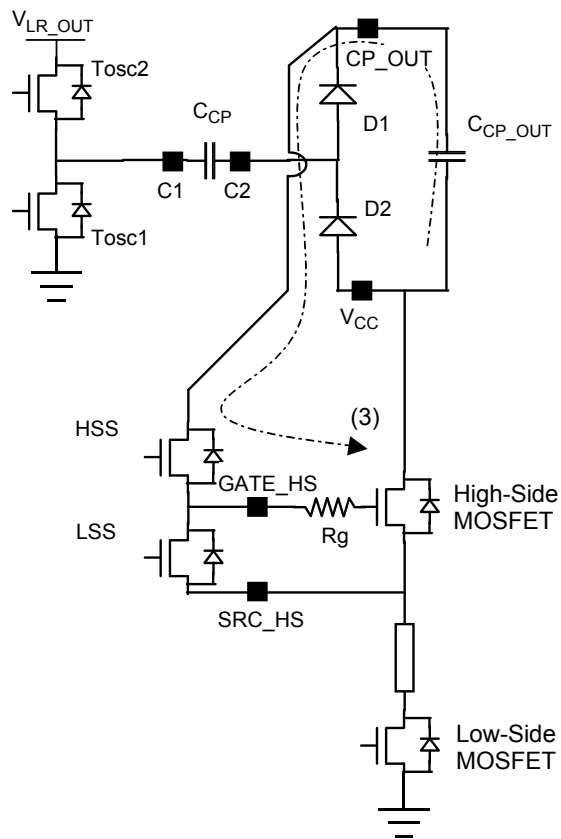 V_LR_OUT
Tosc2
CP_OUT
C_CP
D1
C_CP_OUT
C1
C2
D2
Tosc1
V_CC
(3)
HSS
GATE_HS
High-Side
MOSFET
LSS
Rg
SRC_HS
Low-Side
MOSFET